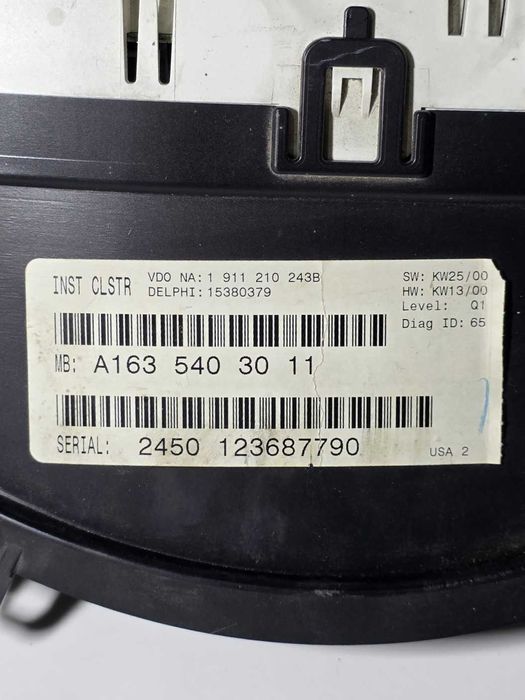 INST CLSTR
VDO NA: 1 911 210 243B
DELPHI: 15380379
SW: KW25/00
HW: KW13/00
Level: Q1
Diag ID: 65
MB: A163 540 30 11
SERIAL: 2450 123687790
USA 2